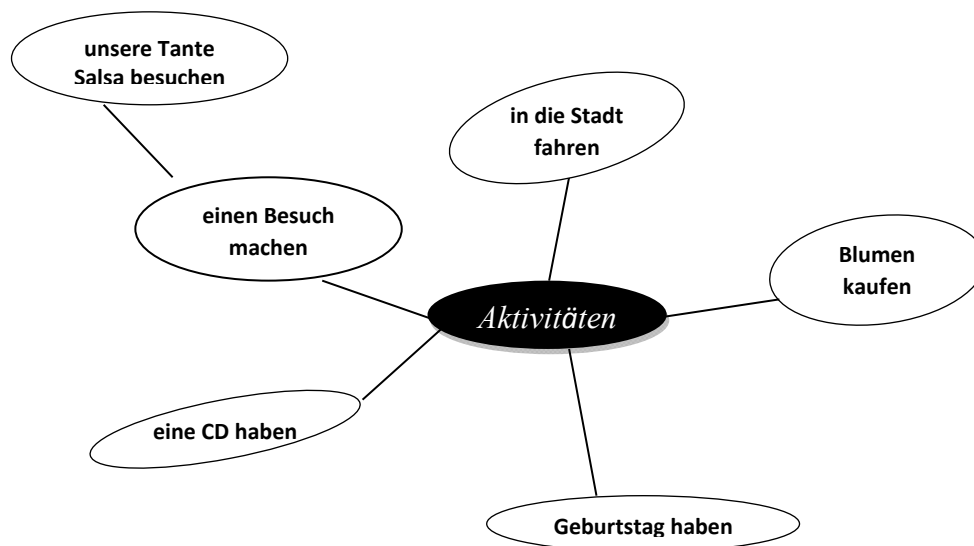 unsere Tante
Salsa besuchen
in die Stadt
fahren
einen Besuch
machen
Blumen
kaufen
Aktivitäten
eine CD haben
Geburtstag haben